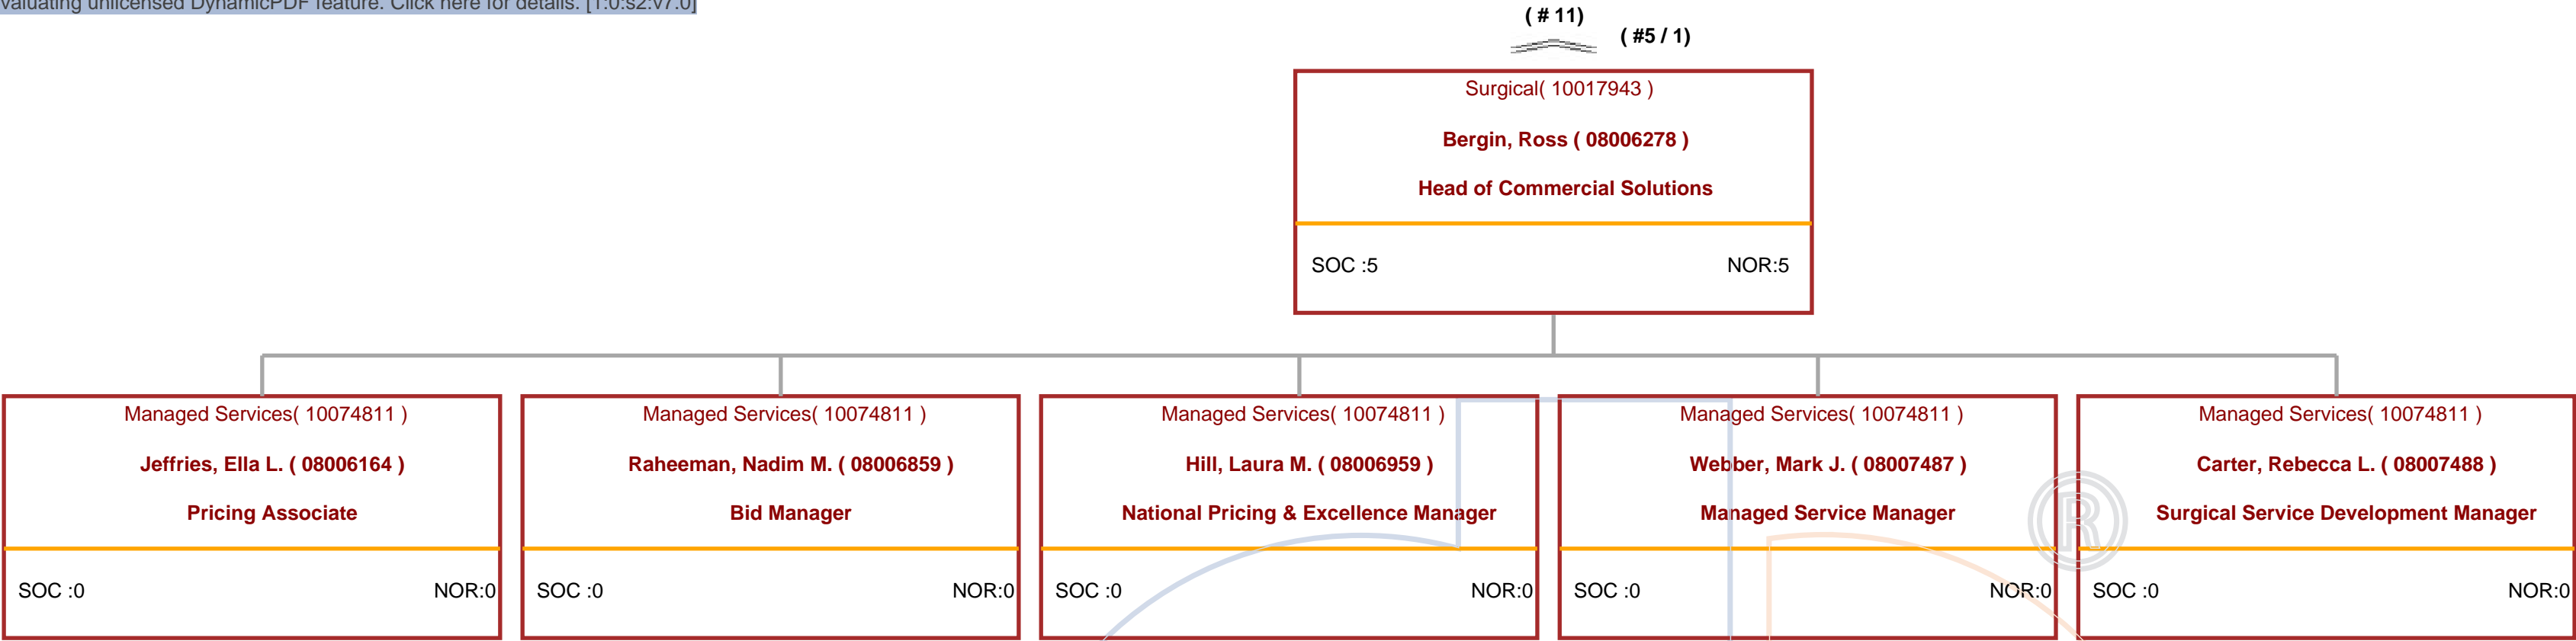 valuating unlicensed DynamicPDF feature. Click here for details. [1:0:s2:v7.0]
( # 11)
( #5 / 1)
Surgical( 10017943 )
Bergin, Ross ( 08006278 )
Head of Commercial Solutions
SOC :5 NOR:5
Managed Services( 10074811 )
Jeffries, Ella L. ( 08006164 )
Pricing Associate
SOC :0 NOR:0
Managed Services( 10074811 )
Raheeman, Nadim M. ( 08006859 )
Bid Manager
SOC :0 NOR:0
Managed Services( 10074811 )
Hill, Laura M. ( 08006959 )
National Pricing & Excellence Manager
SOC :0 NOR:0
Managed Services( 10074811 )
Webber, Mark J. ( 08007487 )
Managed Service Manager
SOC :0 NOR:0
Managed Services( 10074811 )
Carter, Rebecca L. ( 08007488 )
Surgical Service Development Manager
SOC :0 NOR:0
®